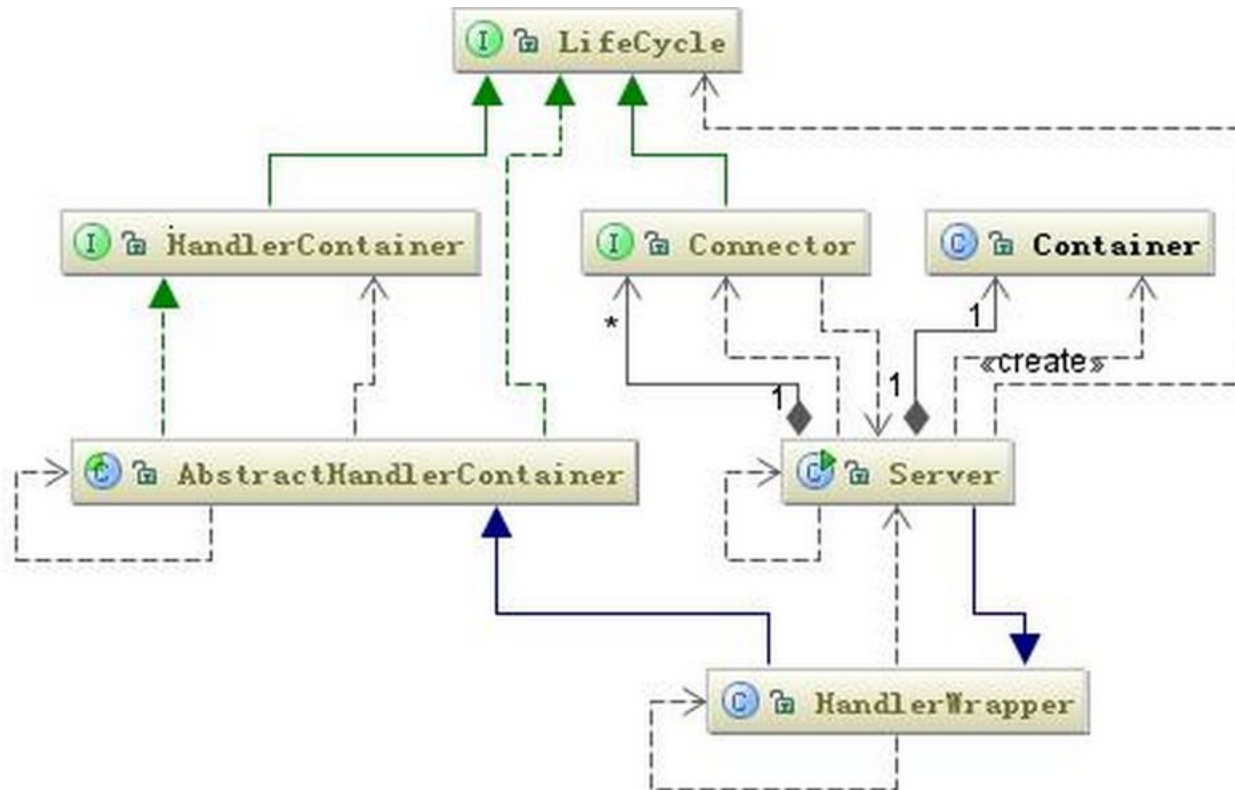 LifeCycle
HandlerContainer
Connector
Container
*
1
1
1
«create»
AbstractHandlerContainer
Server
HandlerWrapper